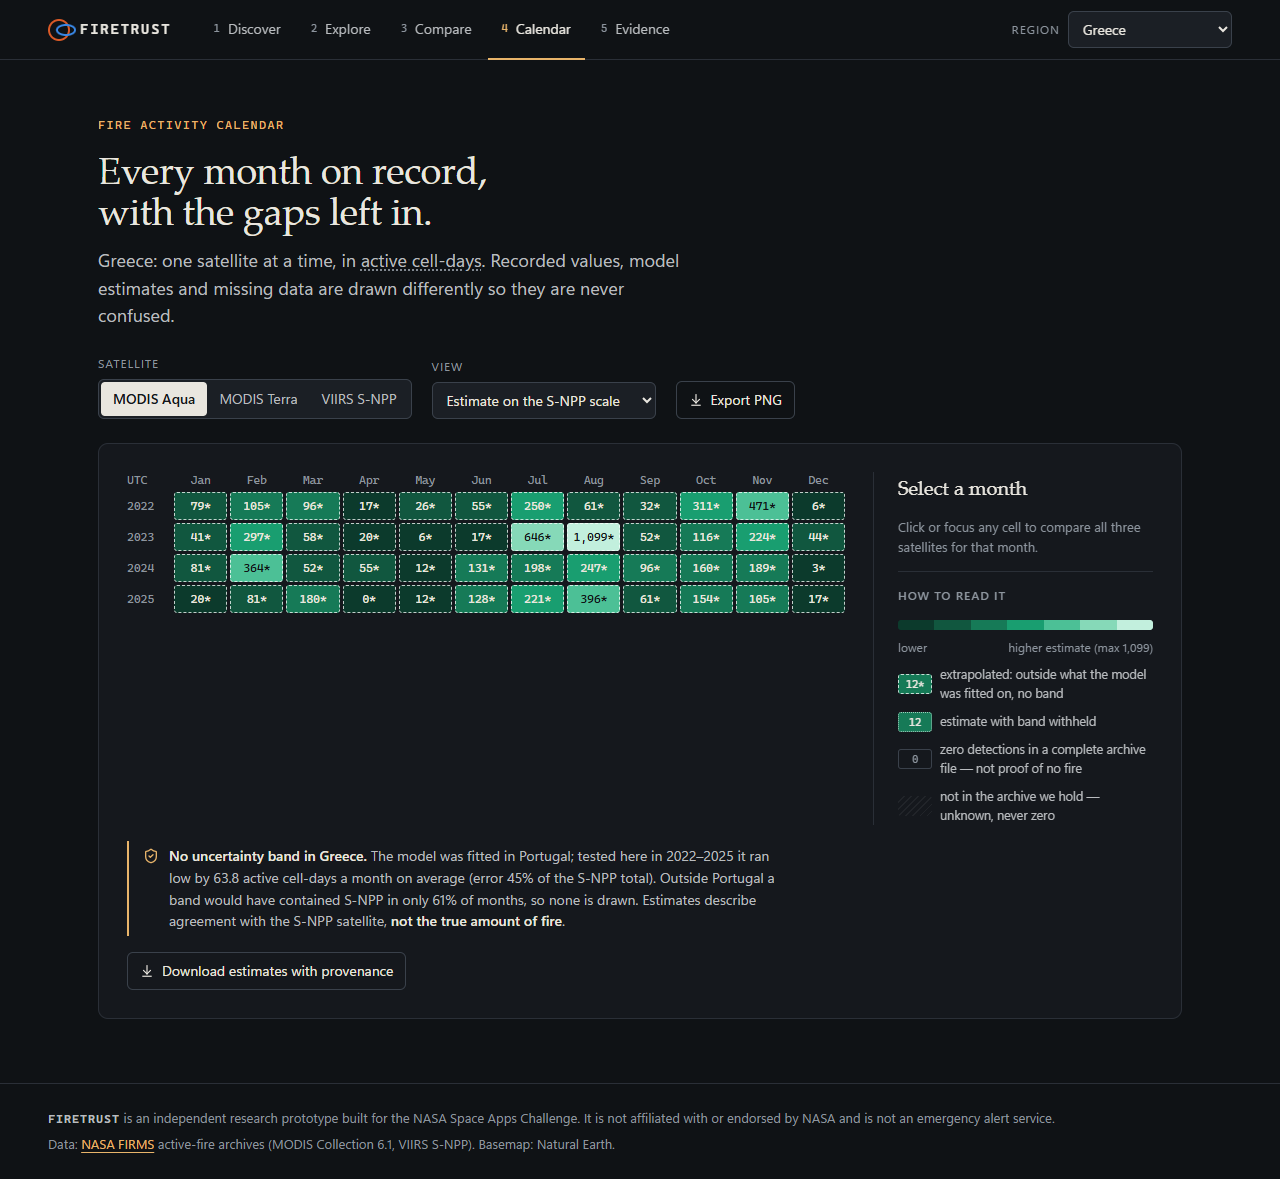 FIRETRUST
1 Discover
2 Explore
3 Compare
4 Calendar
5 Evidence
REGION
Greece
FIRE ACTIVITY CALENDAR
Every month on record,
with the gaps left in.
Greece: one satellite at a time, in active cell-days. Recorded values, model
estimates and missing data are drawn differently so they are never
confused.
SATELLITE
MODIS Aqua MODIS Terra VIIRS S-NPP
VIEW
Estimate on the S-NPP scale
Export PNG
UTC Jan Feb Mar Apr May Jun Jul Aug Sep Oct Nov Dec
2022 79* 105* 96* 17* 26* 55* 250* 61* 32* 311* 471* 6*
2023 41* 297* 58* 20* 6* 17* 646* 1,099* 52* 116* 224* 44*
2024 81* 364* 52* 55* 12* 131* 198* 247* 96* 160* 189* 3*
2025 20* 81* 180* 0* 12* 128* 221* 396* 61* 154* 105* 17*
Select a month
Click or focus any cell to compare all three
satellites for that month.
HOW TO READ IT
lower higher estimate (max 1,099)
12* extrapolated: outside what the model
was fitted on, no band
12 estimate with band withheld
0 zero detections in a complete archive
file — not proof of no fire
not in the archive we hold —
unknown, never zero
No uncertainty band in Greece. The model was fitted in Portugal; tested here in 2022–2025 it ran
low by 63.8 active cell-days a month on average (error 45% of the S-NPP total). Outside Portugal a
band would have contained S-NPP in only 61% of months, so none is drawn. Estimates describe
agreement with the S-NPP satellite, not the true amount of fire.
Download estimates with provenance
FIRETRUST is an independent research prototype built for the NASA Space Apps Challenge. It is not affiliated with or endorsed by NASA and is not an emergency alert service.
Data: NASA FIRMS active-fire archives (MODIS Collection 6.1, VIIRS S-NPP). Basemap: Natural Earth.